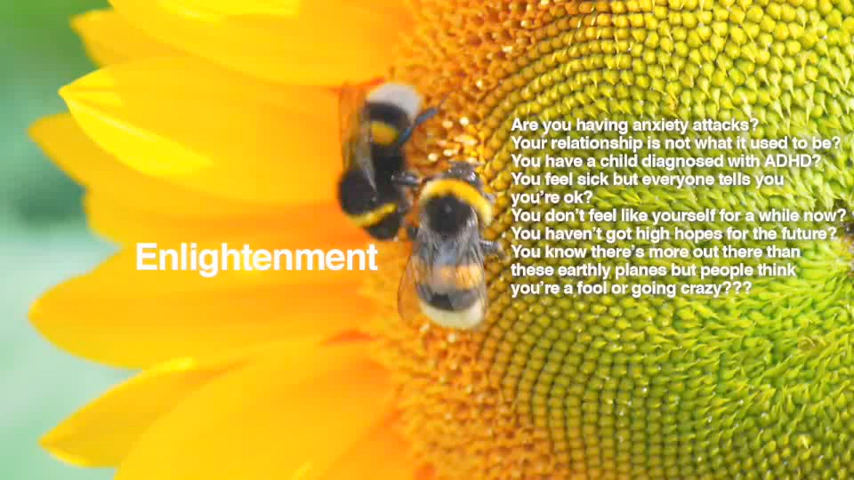 Enlightenment
Are you having anxiety attacks?
Your relationship is not what it used to be?
You have a child diagnosed with ADHD?
You feel sick but everyone tells you
you're ok?
You don't feel like yourself for a while now?
You haven't got high hopes for the future?
You know there's more out there than
these earthly planes but people think
you're a fool or going crazy???